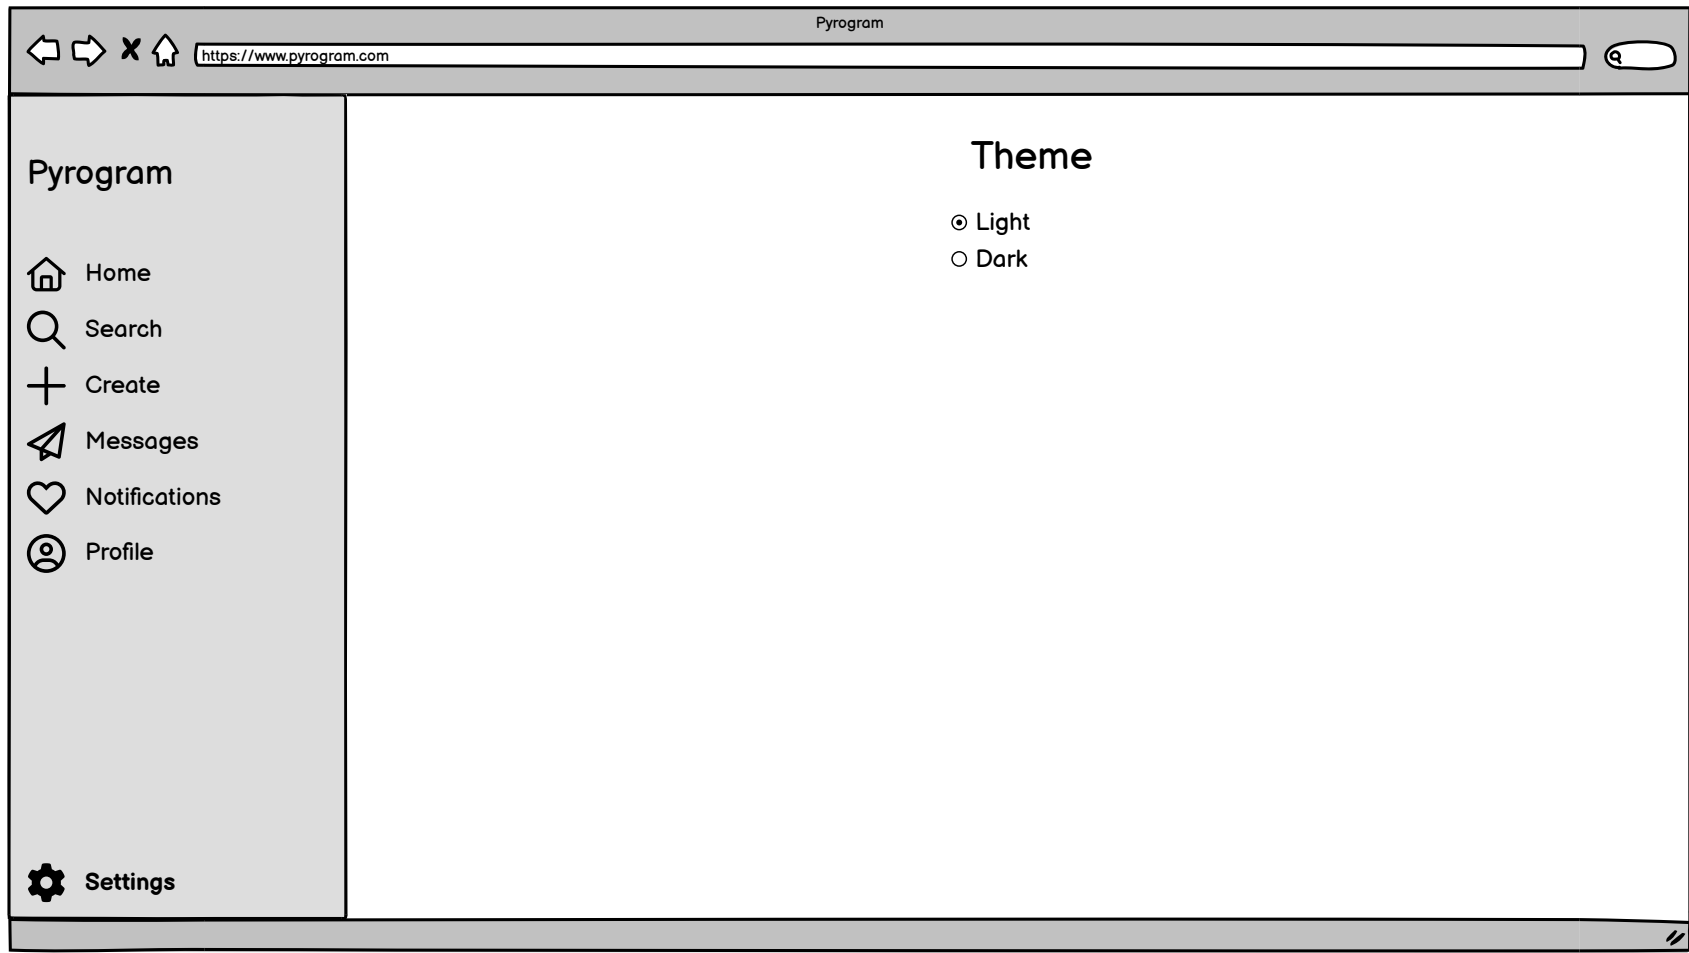 Pyrogram
https://www.pyrogram.com
Pyrogram
Home
Search
Create
Messages
Notifications
Profile
Settings
Theme
Light
Dark